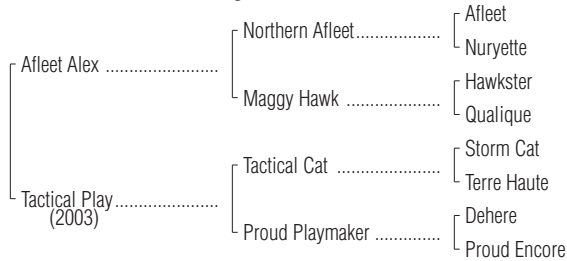 Afleet
Northern Afleet
Nuryette
Afleet Alex
Hawkster
Maggy Hawk
Qualique
Storm Cat
Tactical Cat
Terre Haute
Tactical Play
(2003)
Dehere
Proud Playmaker
Proud Encore